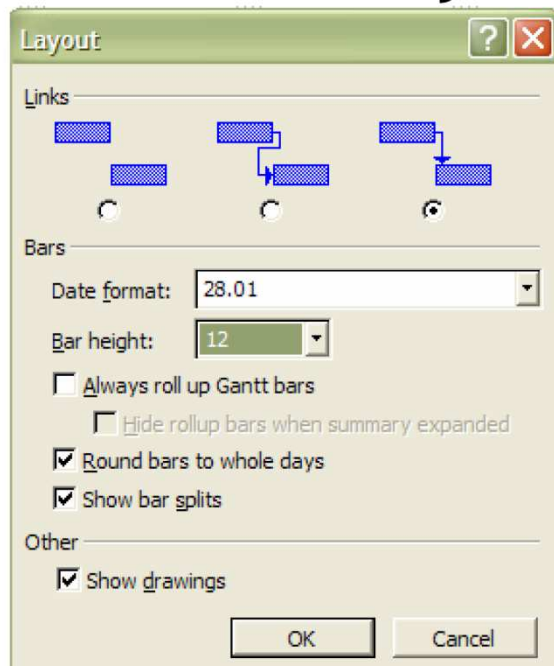 Layout
Links
Bars
Date format: 28.01
Bar height: 12
Always roll up Gantt bars
Hide rollup bars when summary expanded
Round bars to whole days
Show bar splits
Other
Show drawings
OK Cancel